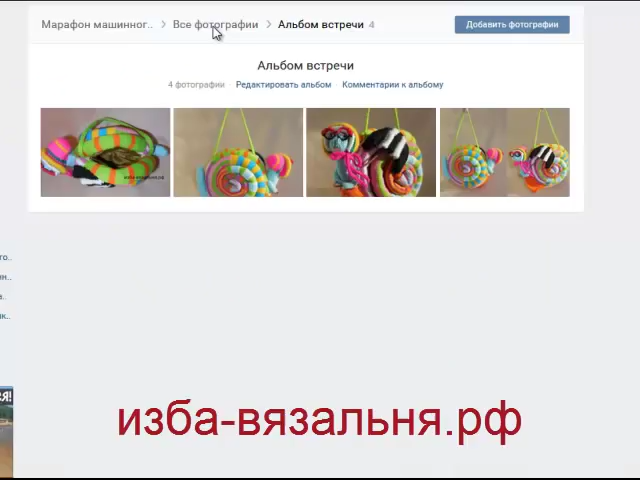 Марафон машинног.. > Все фотографии > Альбом встречи 4
Добавить фотографии
Альбом встречи
4 фотографии · Редактировать альбом · Комментарии к альбому
изба-вязальня.рф